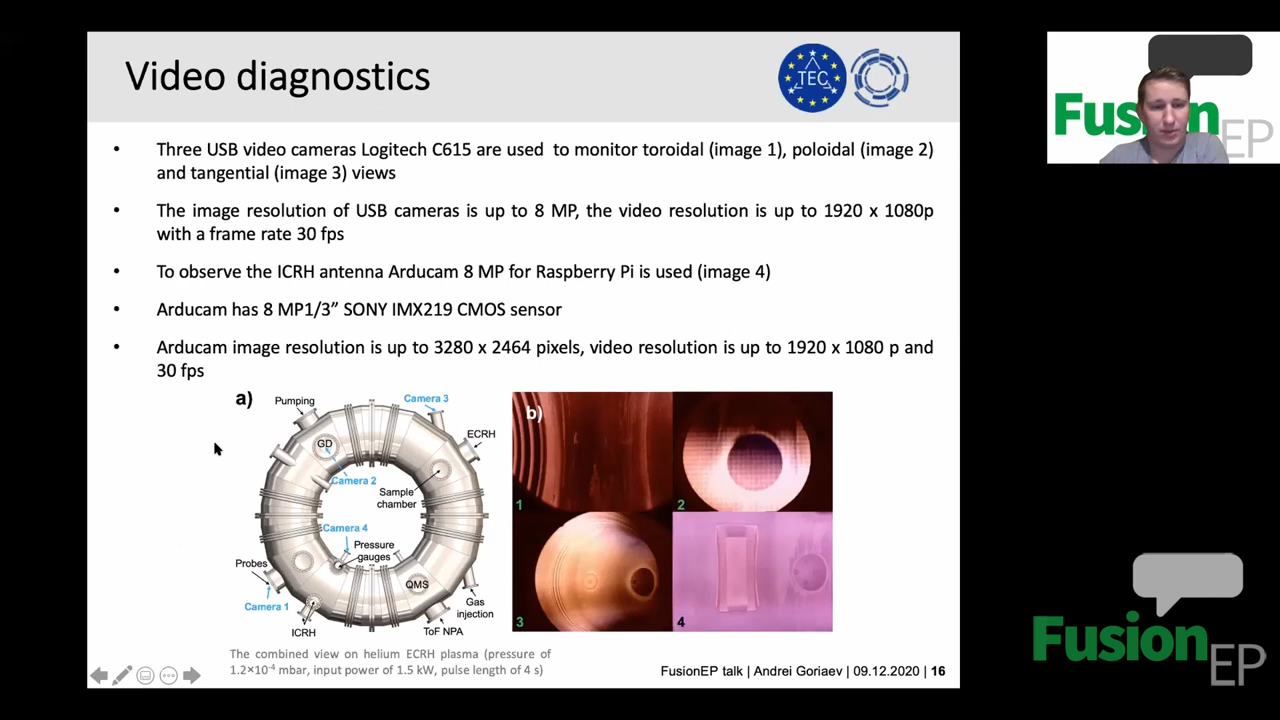 Video diagnostics
TEC
• Three USB video cameras Logitech C615 are used to monitor toroidal (image 1), poloidal (image 2)
and tangential (image 3) views
• The image resolution of USB cameras is up to 8 MP, the video resolution is up to 1920 x 1080p
with a frame rate 30 fps
• To observe the ICRH antenna Arducam 8 MP for Raspberry Pi is used (image 4)
• Arducam has 8 MP1/3” SONY IMX219 CMOS sensor
• Arducam image resolution is up to 3280 x 2464 pixels, video resolution is up to 1920 x 1080 p and
30 fps
a)
Pumping
Camera 3
ECRH
GD
Camera 2
Sample
chamber
Camera 4
Pressure
gauges
Probes
QMS
Camera 1
Gas
injection
ICRH
ToF NPA
b)
1
2
3
4
The combined view on helium ECRH plasma (pressure of
1.2×10⁻⁴ mbar, input power of 1.5 kW, pulse length of 4 s)
FusionEP talk | Andrei Goriaev | 09.12.2020 | 16
Fusion
EP
Fusion
EP